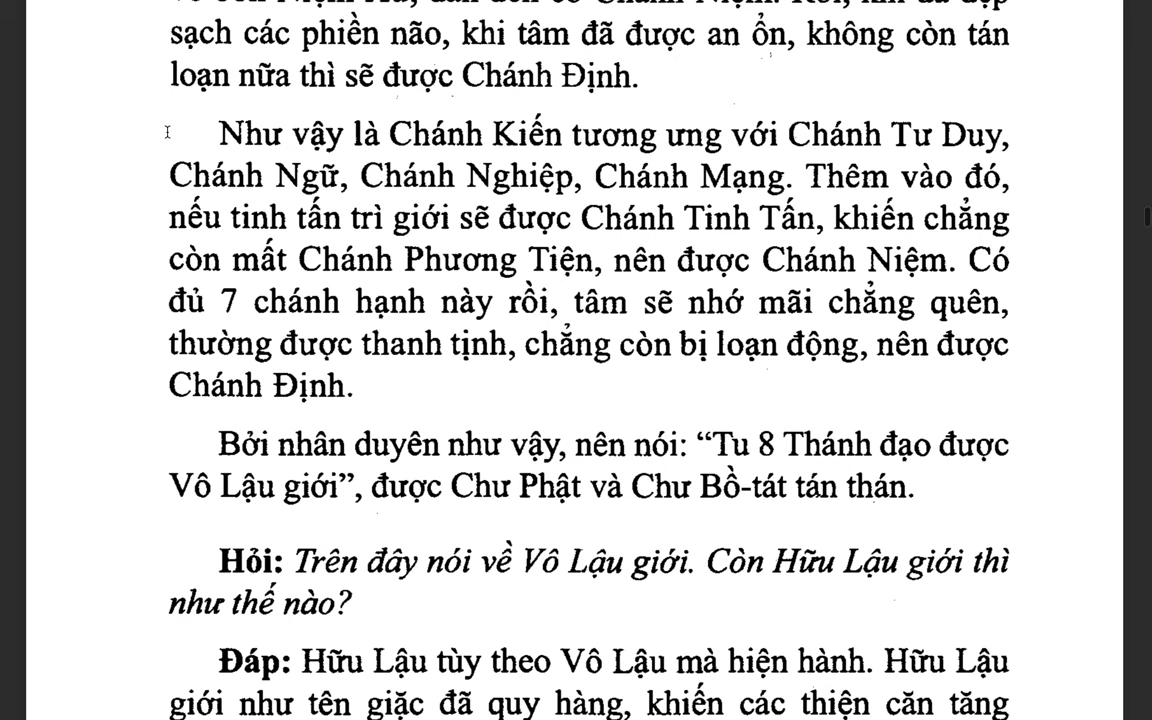 sạch các phiền não, khi tâm đã được an ổn, không còn tán
loạn nữa thì sẽ được Chánh Định.
Như vậy là Chánh Kiến tương ưng với Chánh Tư Duy,
Chánh Ngữ, Chánh Nghiệp, Chánh Mạng. Thêm vào đó,
nếu tinh tấn trì giới sẽ được Chánh Tinh Tấn, khiến chẳng
còn mất Chánh Phương Tiện, nên được Chánh Niệm. Có
đủ 7 chánh hạnh này rồi, tâm sẽ nhớ mãi chẳng quên,
thường được thanh tịnh, chẳng còn bị loạn động, nên được
Chánh Định.
Bởi nhân duyên như vậy, nên nói: “Tu 8 Thánh đạo được
Vô Lậu giới”, được Chư Phật và Chư Bồ-tát tán thán.
Hỏi: Trên đây nói về Vô Lậu giới. Còn Hữu Lậu giới thì
như thế nào?
Đáp: Hữu Lậu tùy theo Vô Lậu mà hiện hành. Hữu Lậu
giới như tên giặc đã quy hàng, khiến các thiện căn tăng